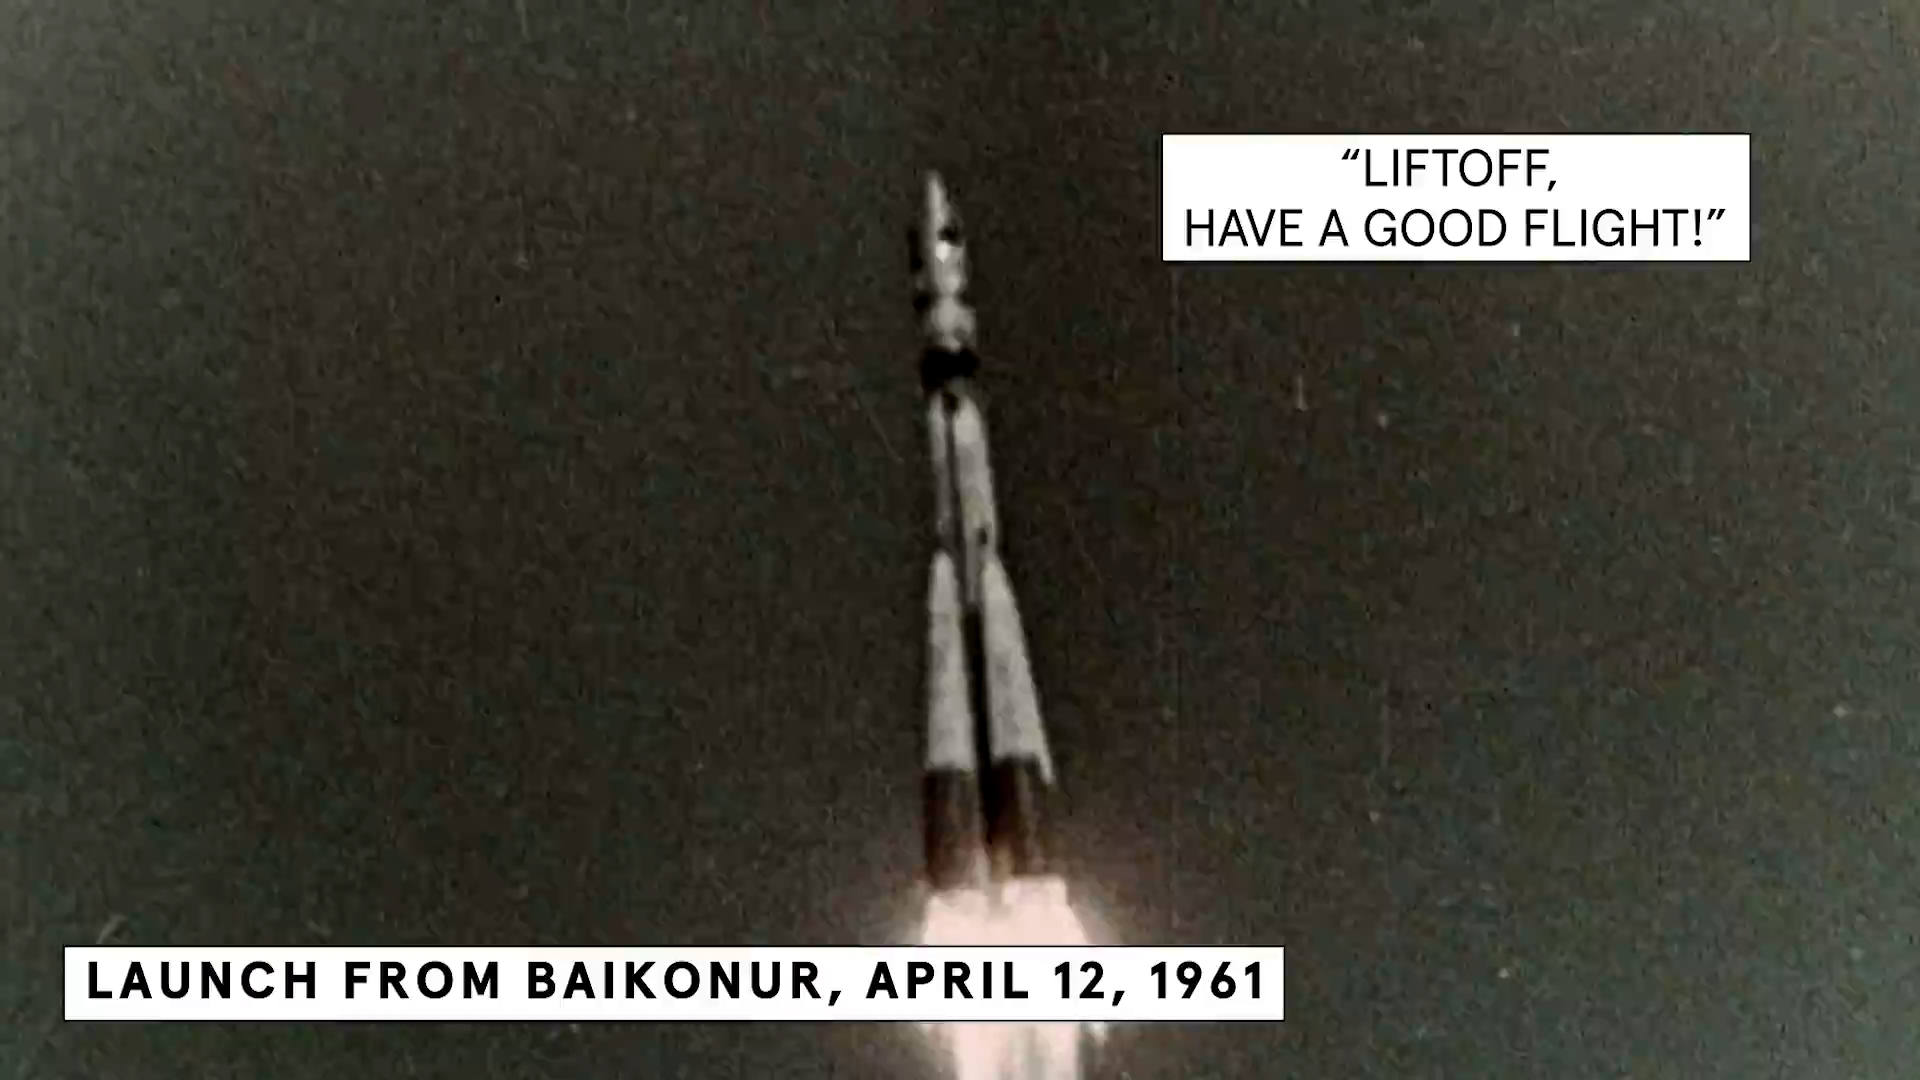 “LIFTOFF,
HAVE A GOOD FLIGHT!”
LAUNCH FROM BAIKONUR, APRIL 12, 1961